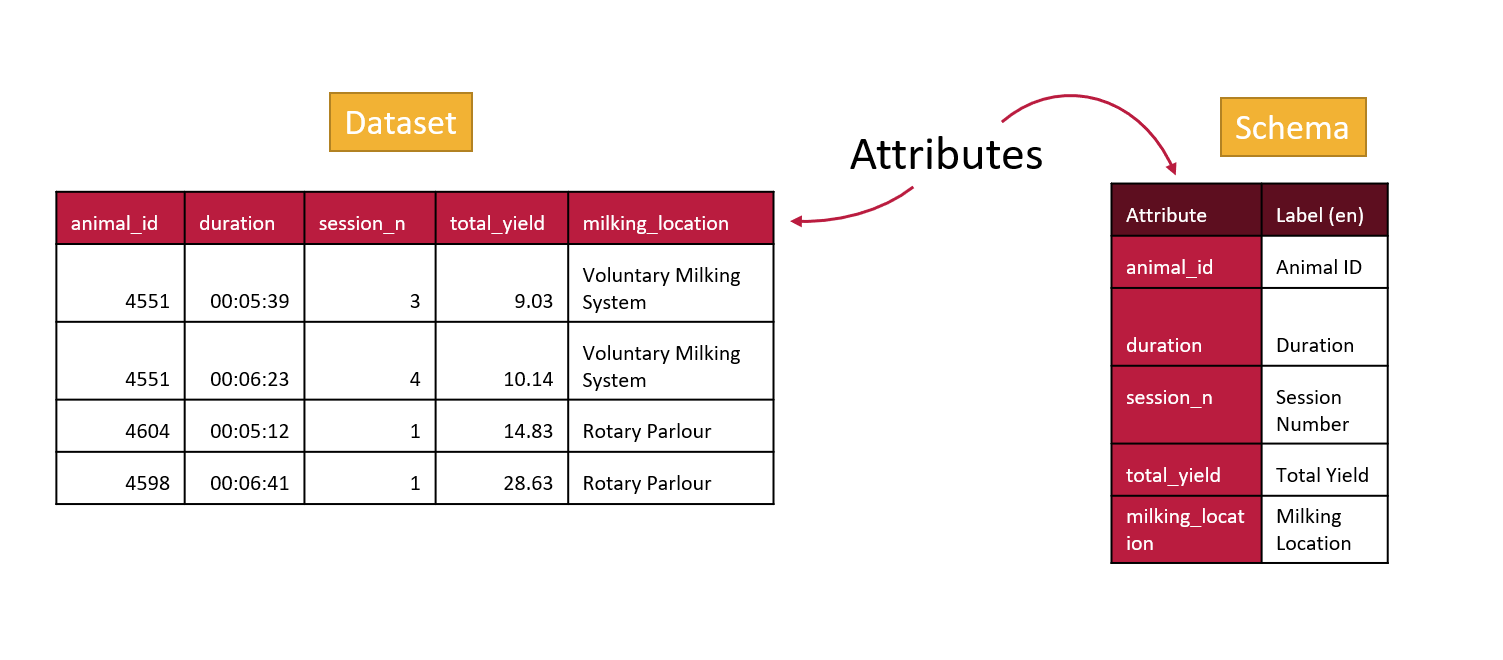 Dataset
Attributes
Schema
animal_id duration session_n total_yield milking_location
4551 00:05:39 3 9.03 Voluntary Milking
System
4551 00:06:23 4 10.14 Voluntary Milking
System
4604 00:05:12 1 14.83 Rotary Parlour
4598 00:06:41 1 28.63 Rotary Parlour
Attribute Label (en)
animal_id Animal ID
duration Duration
session_n Session
Number
total_yield Total Yield
milking_locat Milking
ion Location